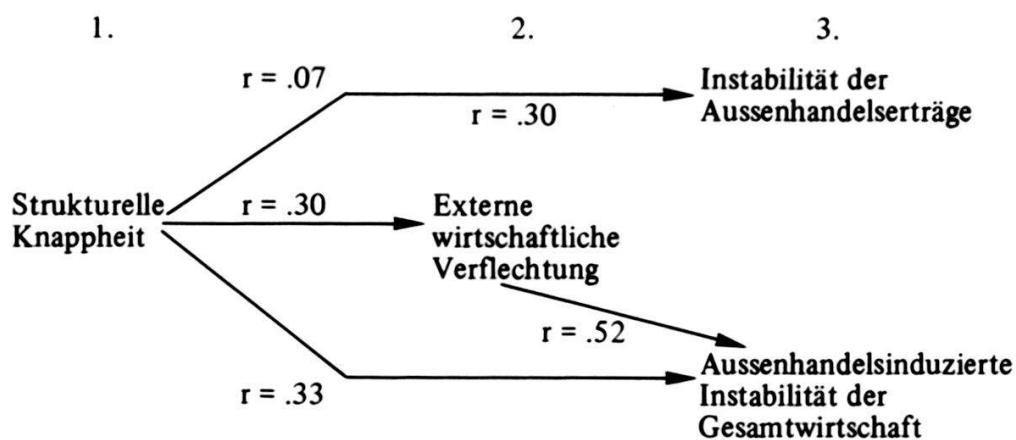 1.
2.
3.
r = .07
Instabilität der
Aussenhandelserträge
r = .30
Strukturelle
Knappheit
r = .30
Externe
wirtschaftliche
Verflechtung
r = .52
r = .33
Aussenhandelsinduzierte
Instabilität der
Gesamtwirtschaft